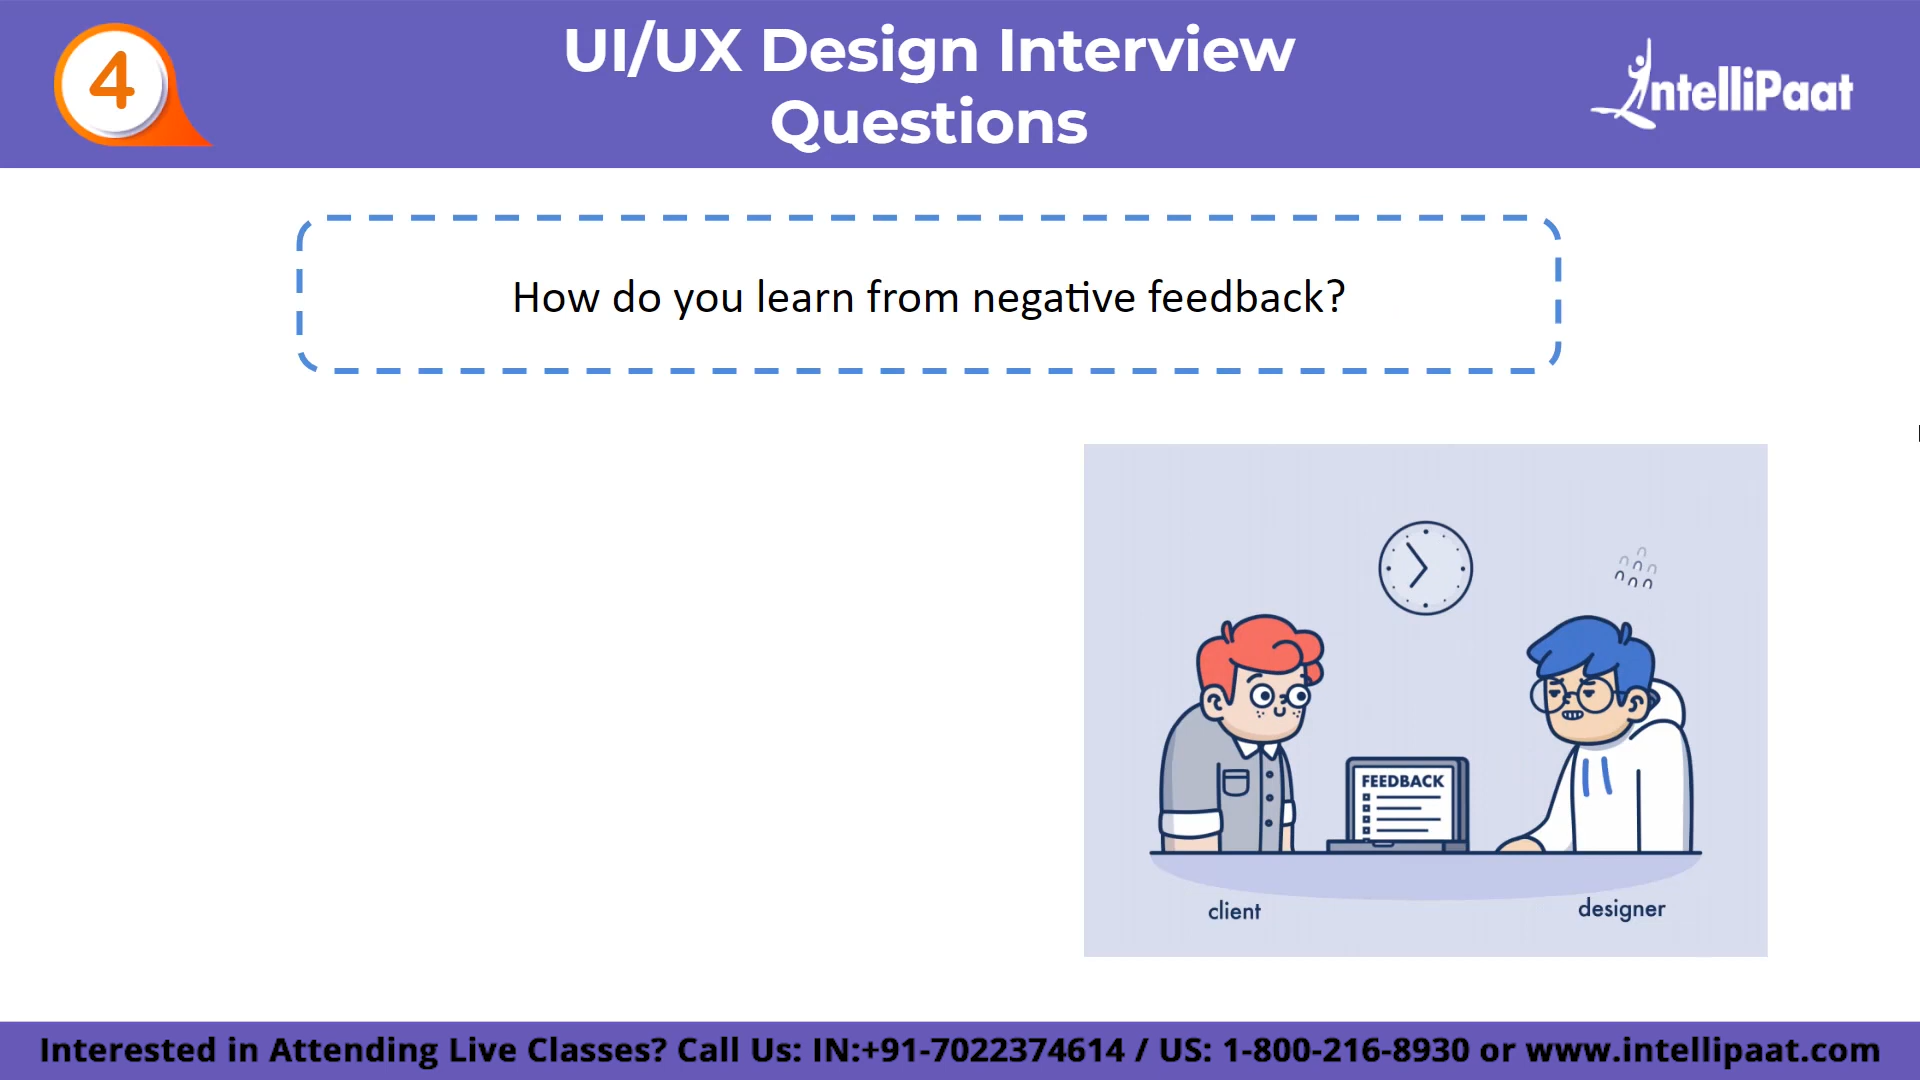 4
UI/UX Design Interview
Questions
IntelliPaat
How do you learn from negative feedback?
FEEDBACK
client
designer
Interested in Attending Live Classes? Call Us: IN:+91-7022374614 / US: 1-800-216-8930 or www.intellipaat.com